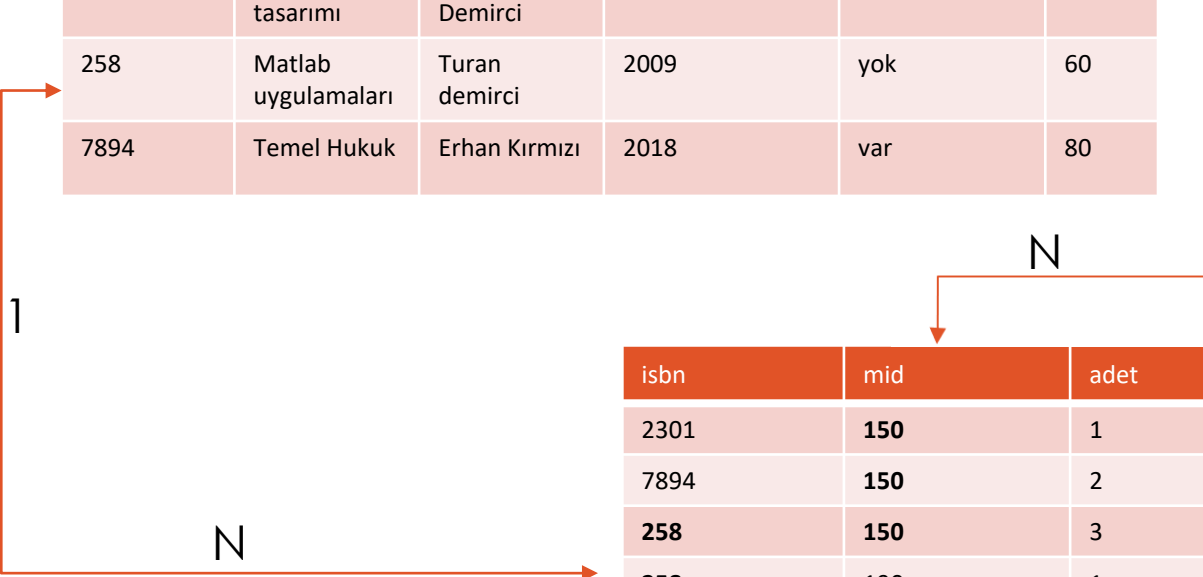 tasarımı Demirci
258 Matlab uygulamaları Turan demirci 2009 yok 60
7894 Temel Hukuk Erhan Kırmızı 2018 var 80
N
1
isbn mid adet
2301 150 1
7894 150 2
258 150 3
N